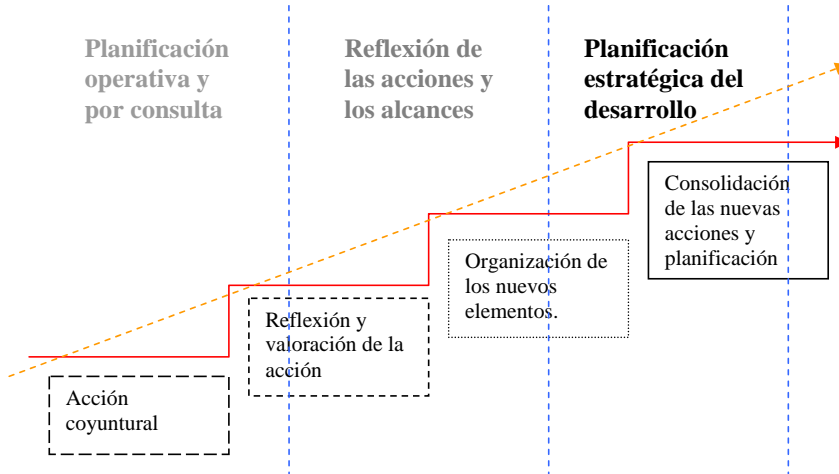 Planificación
operativa y
por consulta
Reflexión de
las acciones y
los alcances
Planificación
estratégica del
desarrollo
Consolidación
de las nuevas
acciones y
planificación
Organización de
los nuevos
elementos.
Reflexión y
valoración de la
acción
Acción
coyuntural